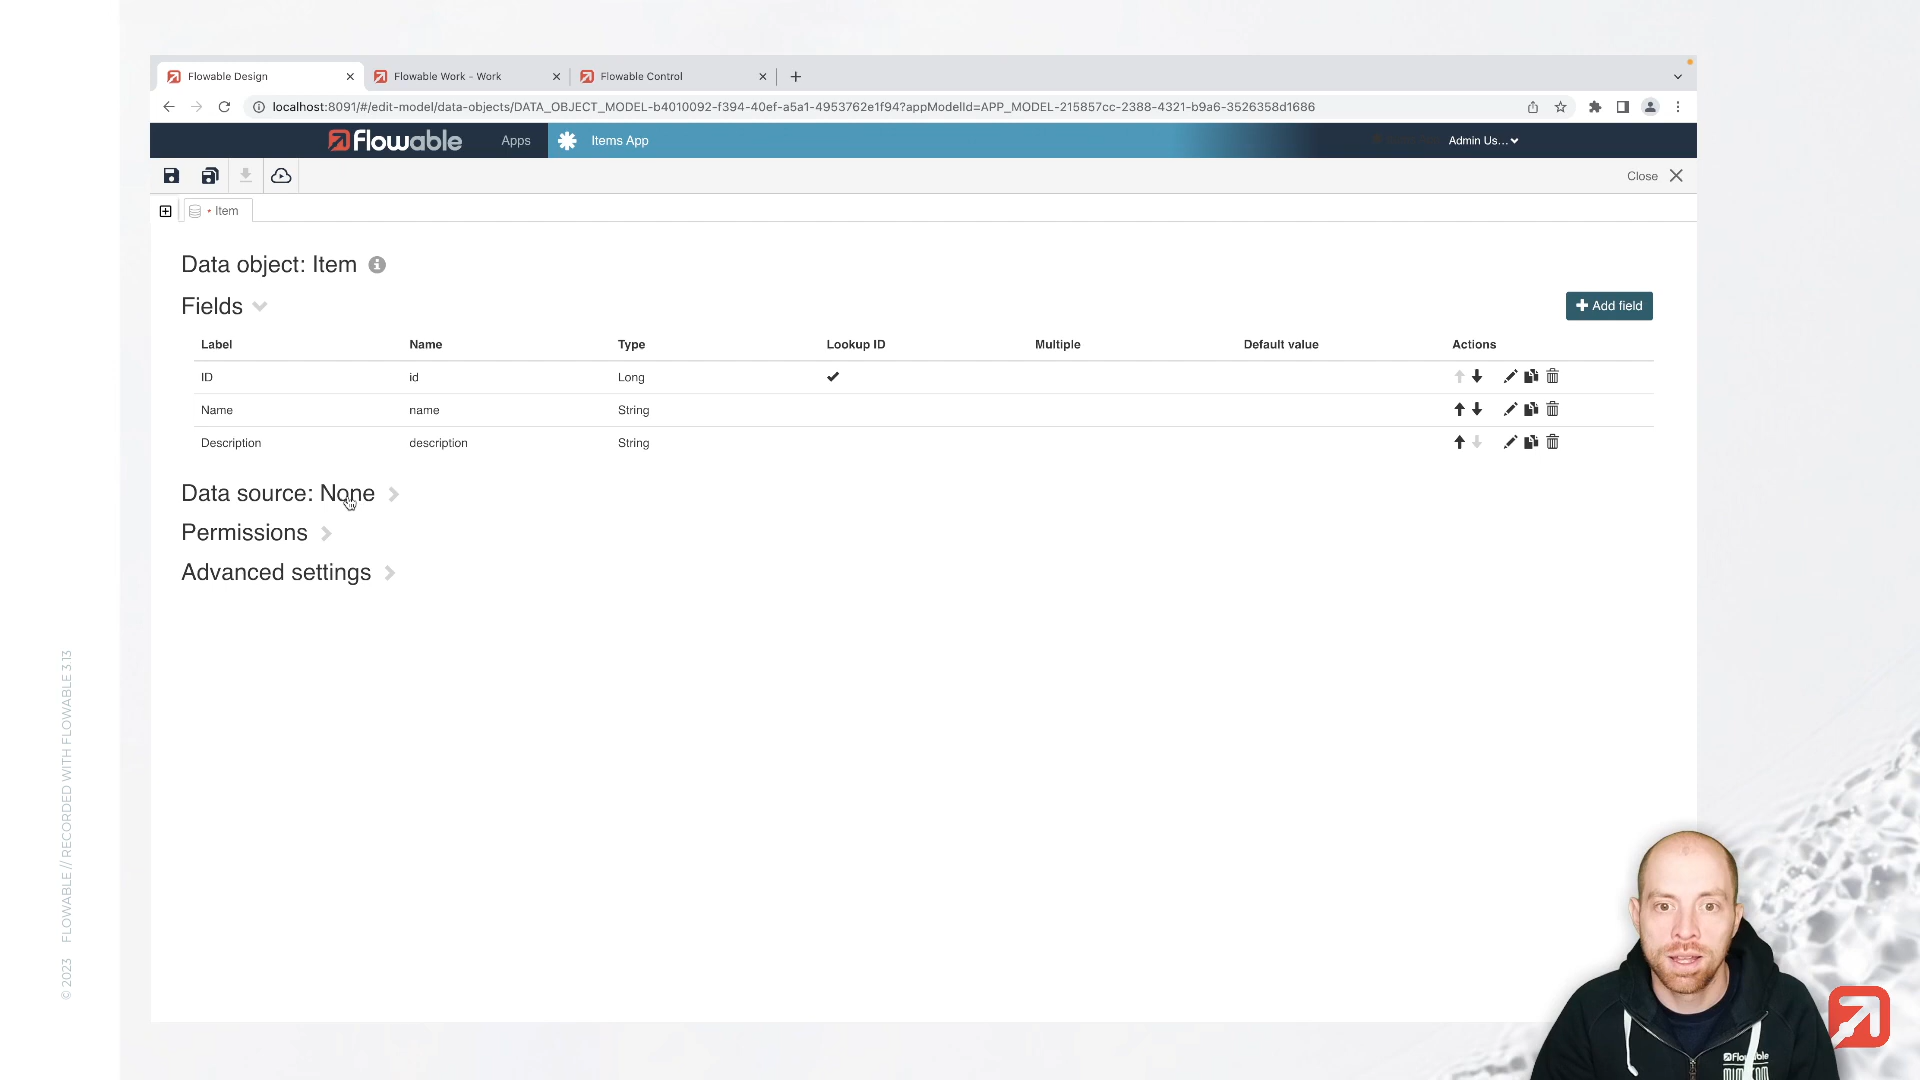 Flowable Design
Flowable Work - Work
Flowable Control
localhost:8091/#/edit-model/data-objects/DATA_OBJECT_MODEL-b4010092-f394-40ef-a5a1-4953762e1f94?appModelId=APP_MODEL-215857cc-2388-4321-b9a6-3526358d1686
Flowable Apps Items App Admin Us...
Close
* Item
Data object: Item
Fields
+ Add field
Label Name Type Lookup ID Multiple Default value Actions
ID id Long
Name name String
Description description String
Data source: None
Permissions
Advanced settings
© 2023 FLOWABLE // RECORDED WITH FLOWABLE 3.13
Flowable